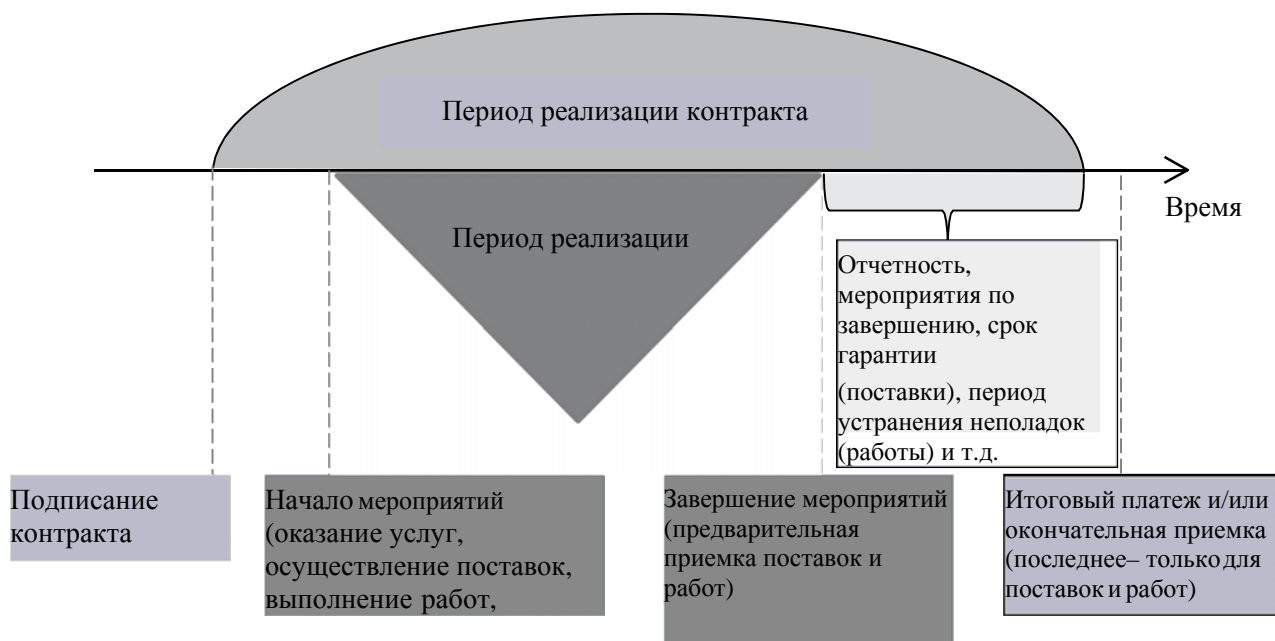 Период реализации контракта
Время
Период реализации
Отчетность,
мероприятия по
завершению, срок
гарантии
(поставки), период
устранения неполадок
(работы) и т.д.
Подписание
контракта
Начало мероприятий
(оказание услуг,
осуществление поставок,
выполнение работ,
Завершение мероприятий
(предварительная
приемка поставок и
работ)
Итоговый платеж и/или
окончательная приемка
(последнее– только для
поставок и работ)